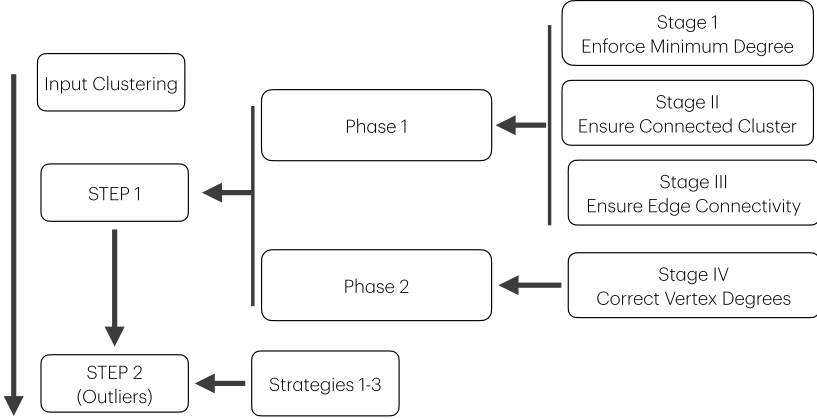 Input Clustering
STEP 1
STEP 2
(Outliers)
Phase 1
Phase 2
Strategies 1-3
Stage 1
Enforce Minimum Degree
Stage II
Ensure Connected Cluster
Stage III
Ensure Edge Connectivity
Stage IV
Correct Vertex Degrees